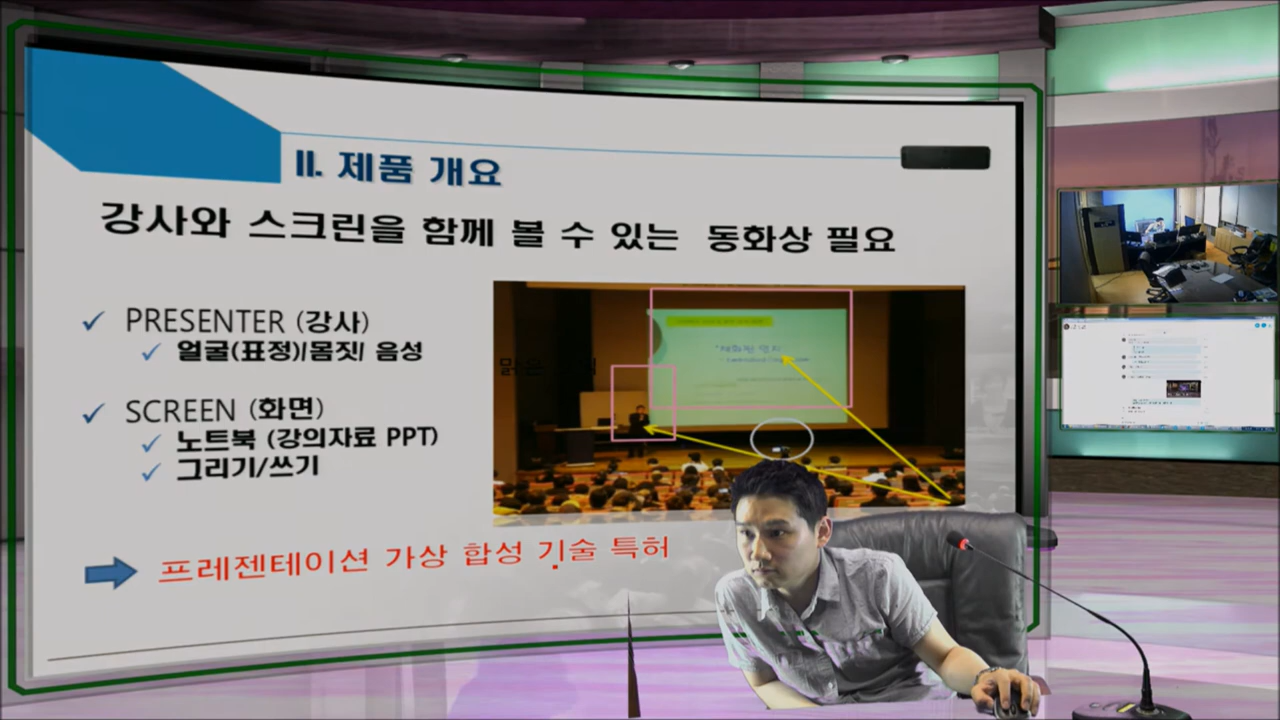 II. 제품 개요
강사와 스크린을 함께 볼 수 있는 동화상 필요
PRESENTER (강사)
얼굴(표정)/몸짓/ 음성
SCREEN (화면)
노트북 (강의자료 PPT)
그리기/쓰기
프레젠테이션 가상 합성 기술 특허